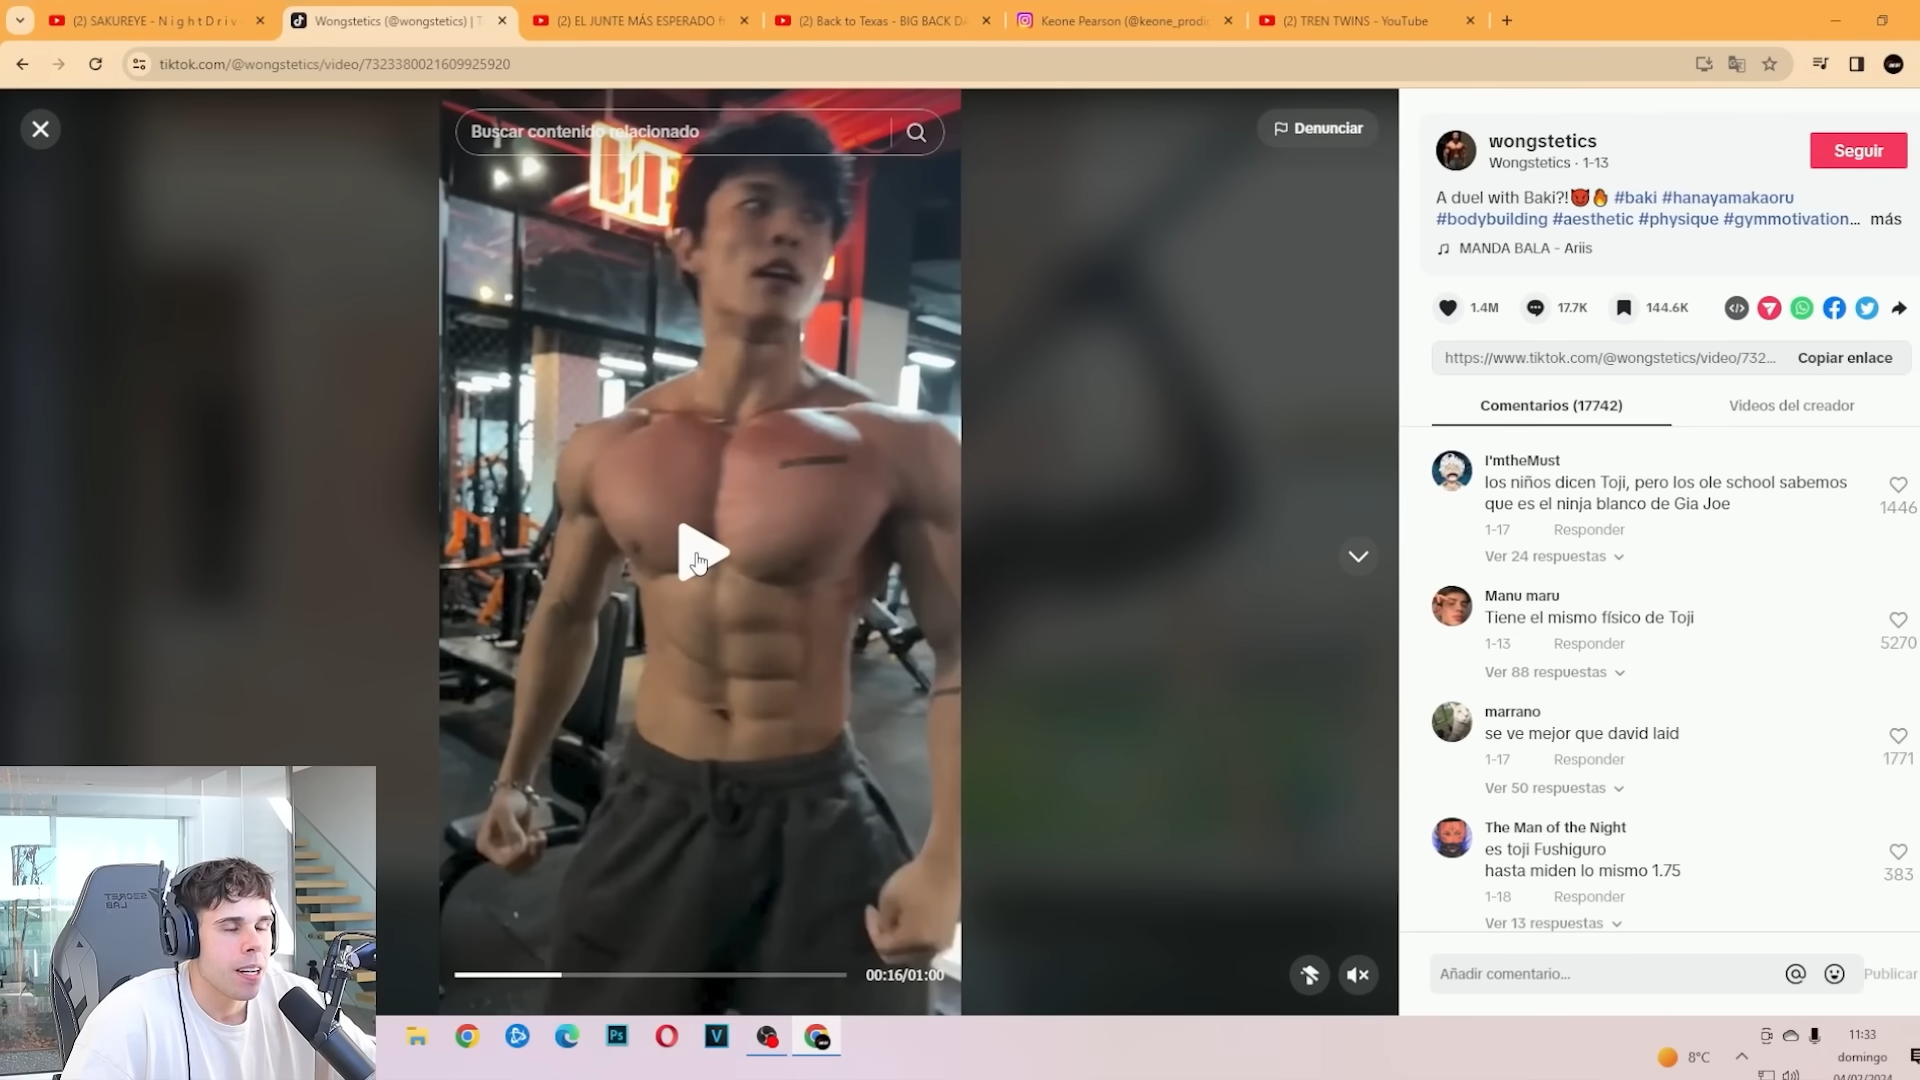 (2) SAKUREYE - N i g h t D r i v
Wongstetics (@wongstetics) | T
(2) EL JUNTE MÁS ESPERADO
(2) Back to Texas - BIG BACK DA
Keone Pearson (@keone_prodig
(2) TREN TWINS - YouTube
tiktok.com/@wongstetics/video/7323380021609925920
Buscar contenido relacionado
Denunciar
wongstetics
Wongstetics · 1-13
Seguir
A duel with Baki?!😈🔥 #baki #hanayamakaoru
#bodybuilding #aesthetic #physique #gymmotivation... más
MANDA BALA - Ariis
1.4M
17.7K
144.6K
https://www.tiktok.com/@wongstetics/video/732...
Copiar enlace
Comentarios (17742)
Videos del creador
I'mtheMust
los niños dicen Toji, pero los ole school sabemos
que es el ninja blanco de Gia Joe
1446
1-17 Responder
Ver 24 respuestas
Manu maru
Tiene el mismo físico de Toji
5270
1-13 Responder
Ver 88 respuestas
marrano
se ve mejor que david laid
1771
1-17 Responder
Ver 50 respuestas
The Man of the Night
es toji Fushiguro
hasta miden lo mismo 1.75
383
1-18 Responder
Ver 13 respuestas
00:16/01:00
Añadir comentario...
Publicar
SECRET
LAB
Ps
V
8°C
11:33
domingo
04/02/2024